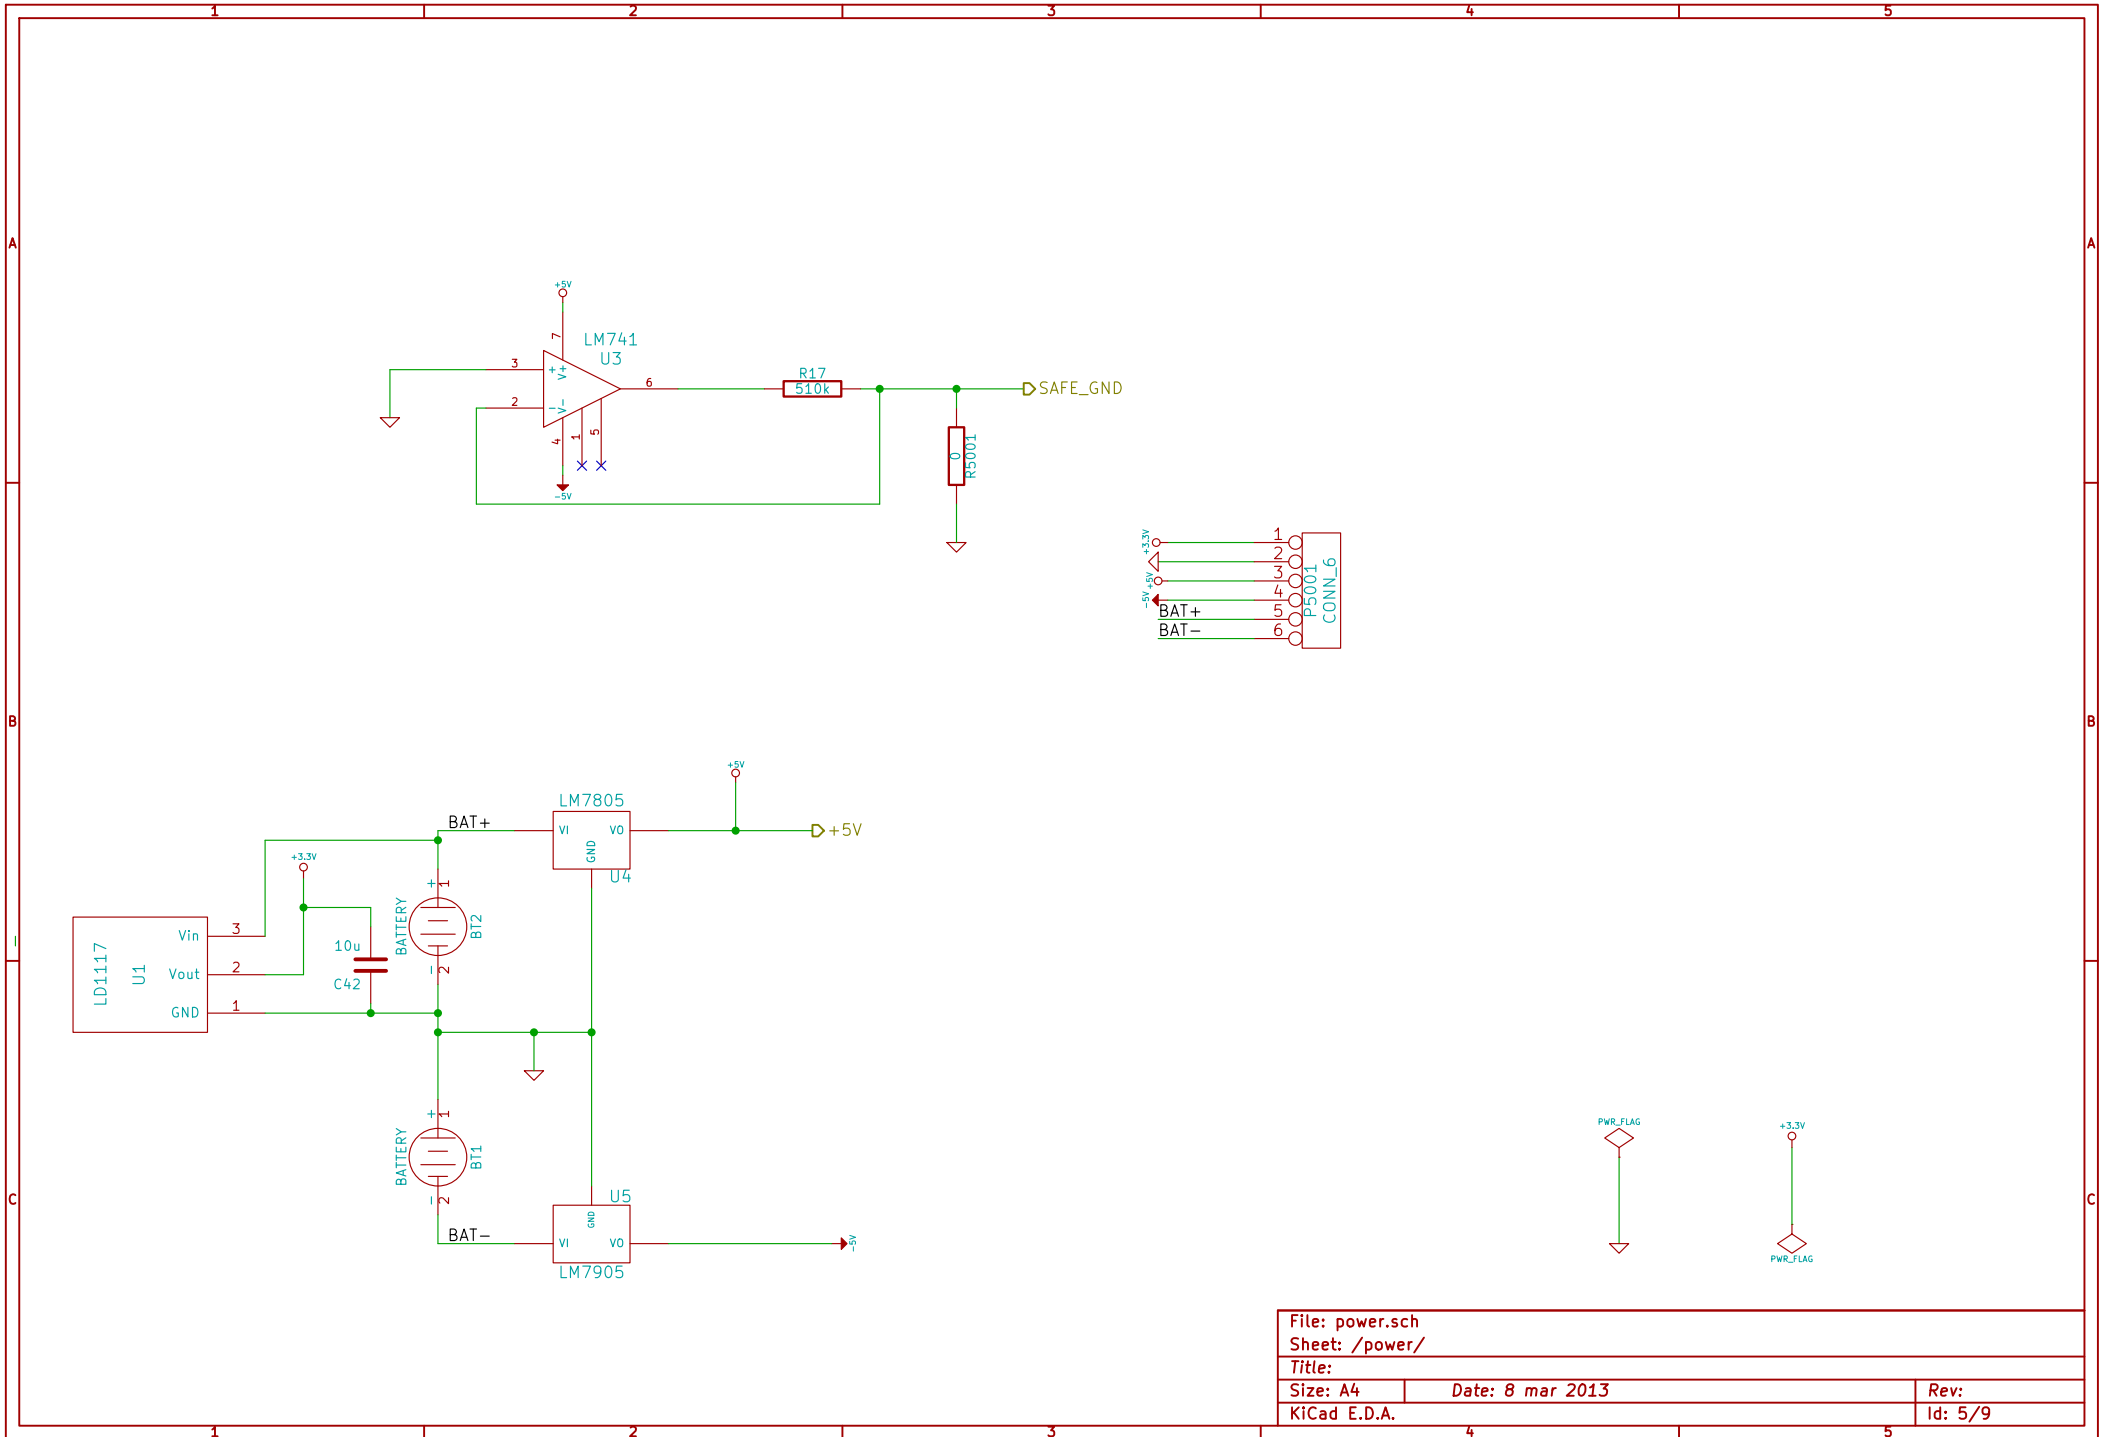 1 2 3 4 5
A A
+5V
LM741
U3
7
3 + V+
6
2 - V-
4 1 5
-5V
R17
510k
SAFE_GND
0
R5001
+3.3V 1
2
+5V 3
-5V 4
BAT+ 5
BAT- 6
P5001
CONN_6
B B
+5V
LM7805
BAT+
VI VO
GND
U4
+5V
+3.3V
+ 1
BATTERY
BT2
- 2
Vin 3
Vout 2
GND 1
LD1117
U1
10u
C42
+ 1
BATTERY
BT1
- 2
U5
GND
BAT-
VI VO
LM7905
-5V
PWR_FLAG
+3.3V
PWR_FLAG
C C
File: power.sch
Sheet: /power/
Title:
Size: A4 Date: 8 mar 2013 Rev:
KiCad E.D.A. Id: 5/9
1 2 3 4 5